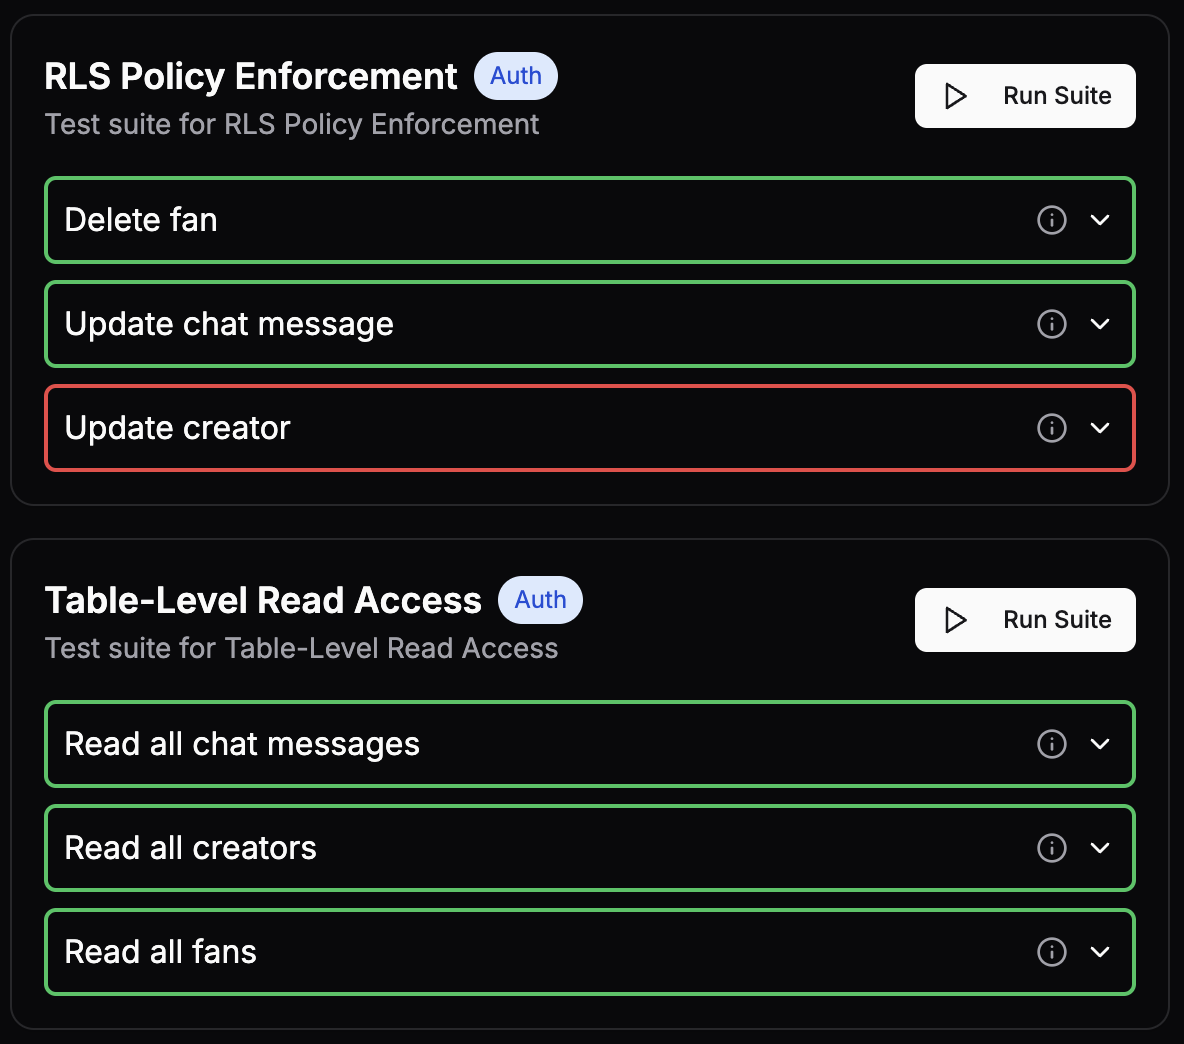 RLS Policy Enforcement Auth
Test suite for RLS Policy Enforcement
Run Suite
Delete fan
Update chat message
Update creator
Table-Level Read Access Auth
Test suite for Table-Level Read Access
Run Suite
Read all chat messages
Read all creators
Read all fans